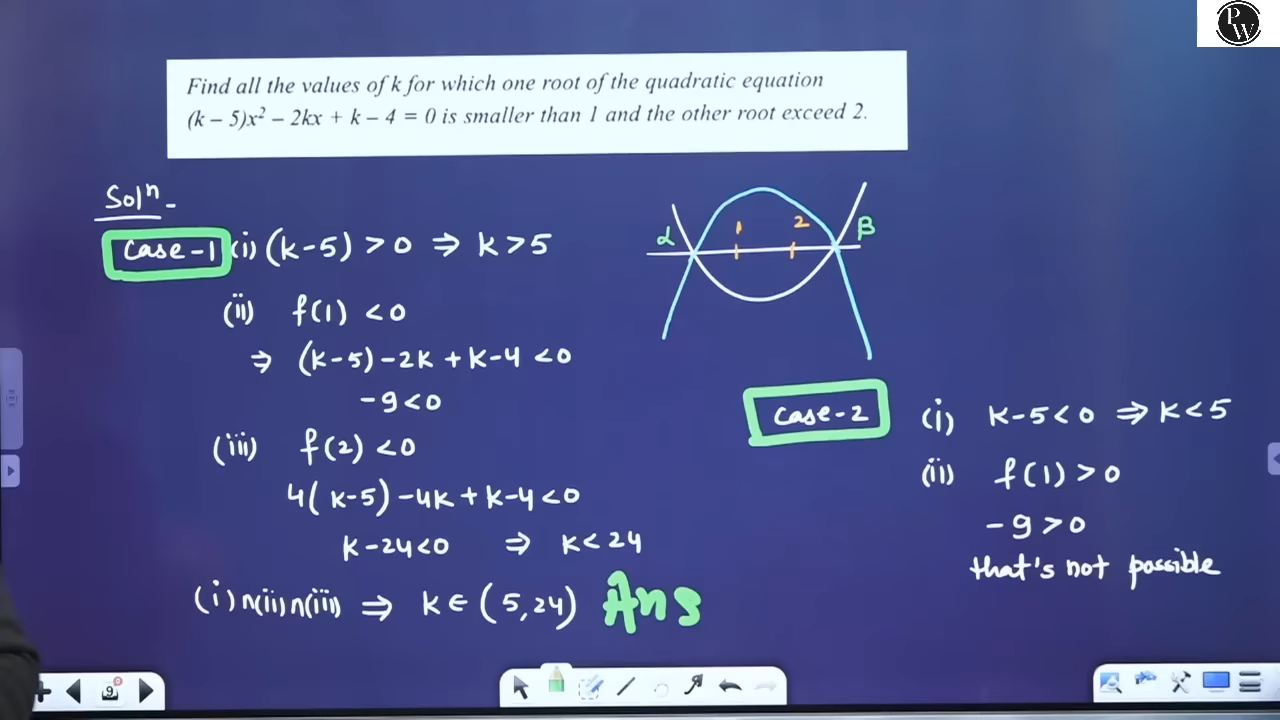 PW
Find all the values of k for which one root of the quadratic equation
(k – 5)x² – 2kx + k – 4 = 0 is smaller than 1 and the other root exceed 2.
Solⁿ-
Case-1 (i) (k-5) > 0 ⇒ k > 5
(ii) f(1) < 0
⇒ (k-5) - 2k + k-4 < 0
-9 < 0
(iii) f(2) < 0
4(k-5) - 4k + k-4 < 0
k-24 < 0 ⇒ k < 24
(i)∩(ii)∩(iii) ⇒ k ∈ (5,24) Ans
α 1 2 β
Case-2 (i) k-5 < 0 ⇒ k < 5
(ii) f(1) > 0
-9 > 0
that's not possible
9